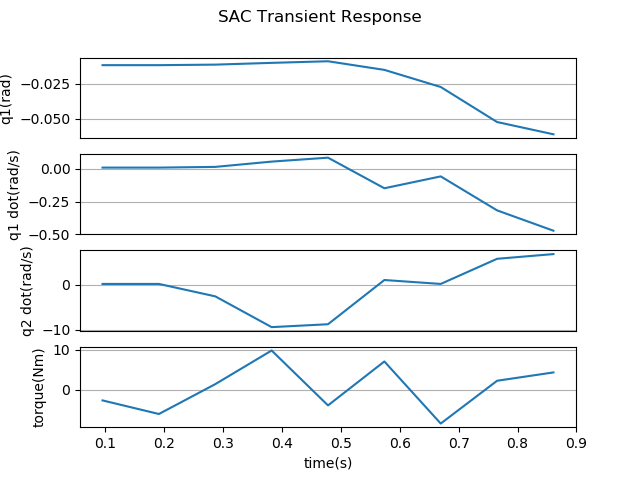 SAC Transient Response
q1(rad)
−0.025
−0.050
q1 dot(rad/s)
0.00
−0.25
−0.50
q2 dot(rad/s)
0
−10
torque(Nm)
10
0
0.1 0.2 0.3 0.4 0.5 0.6 0.7 0.8 0.9
time(s)